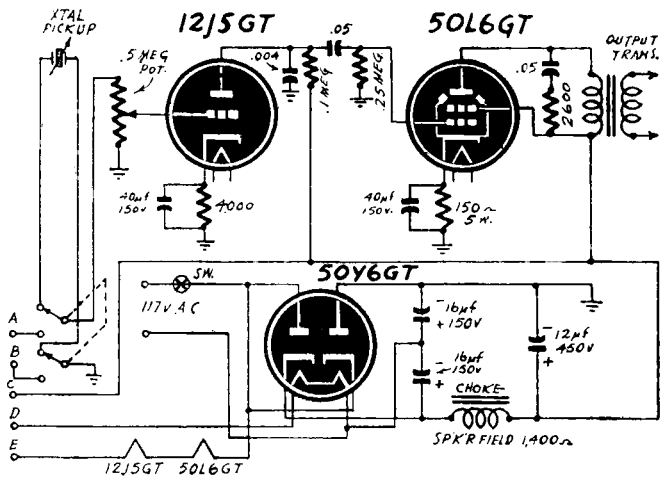 XTAL
PICKUP
.5 MEG
POT.
12J5GT
.004
.1 MEG
.05
.25 MEG
50L6GT
.05
2600
OUTPUT
TRANS.
40µf
150V
4000
40µf
150V.
150~
5 W.
A
B
C
D
E
SW.
117V A C
50Y6GT
- 16µf
+ 150V
- 16µf
- 150V
+
- 12µf
450V
+
CHOKE
SPK'R FIELD 1,400Ω
12J5GT
50L6GT